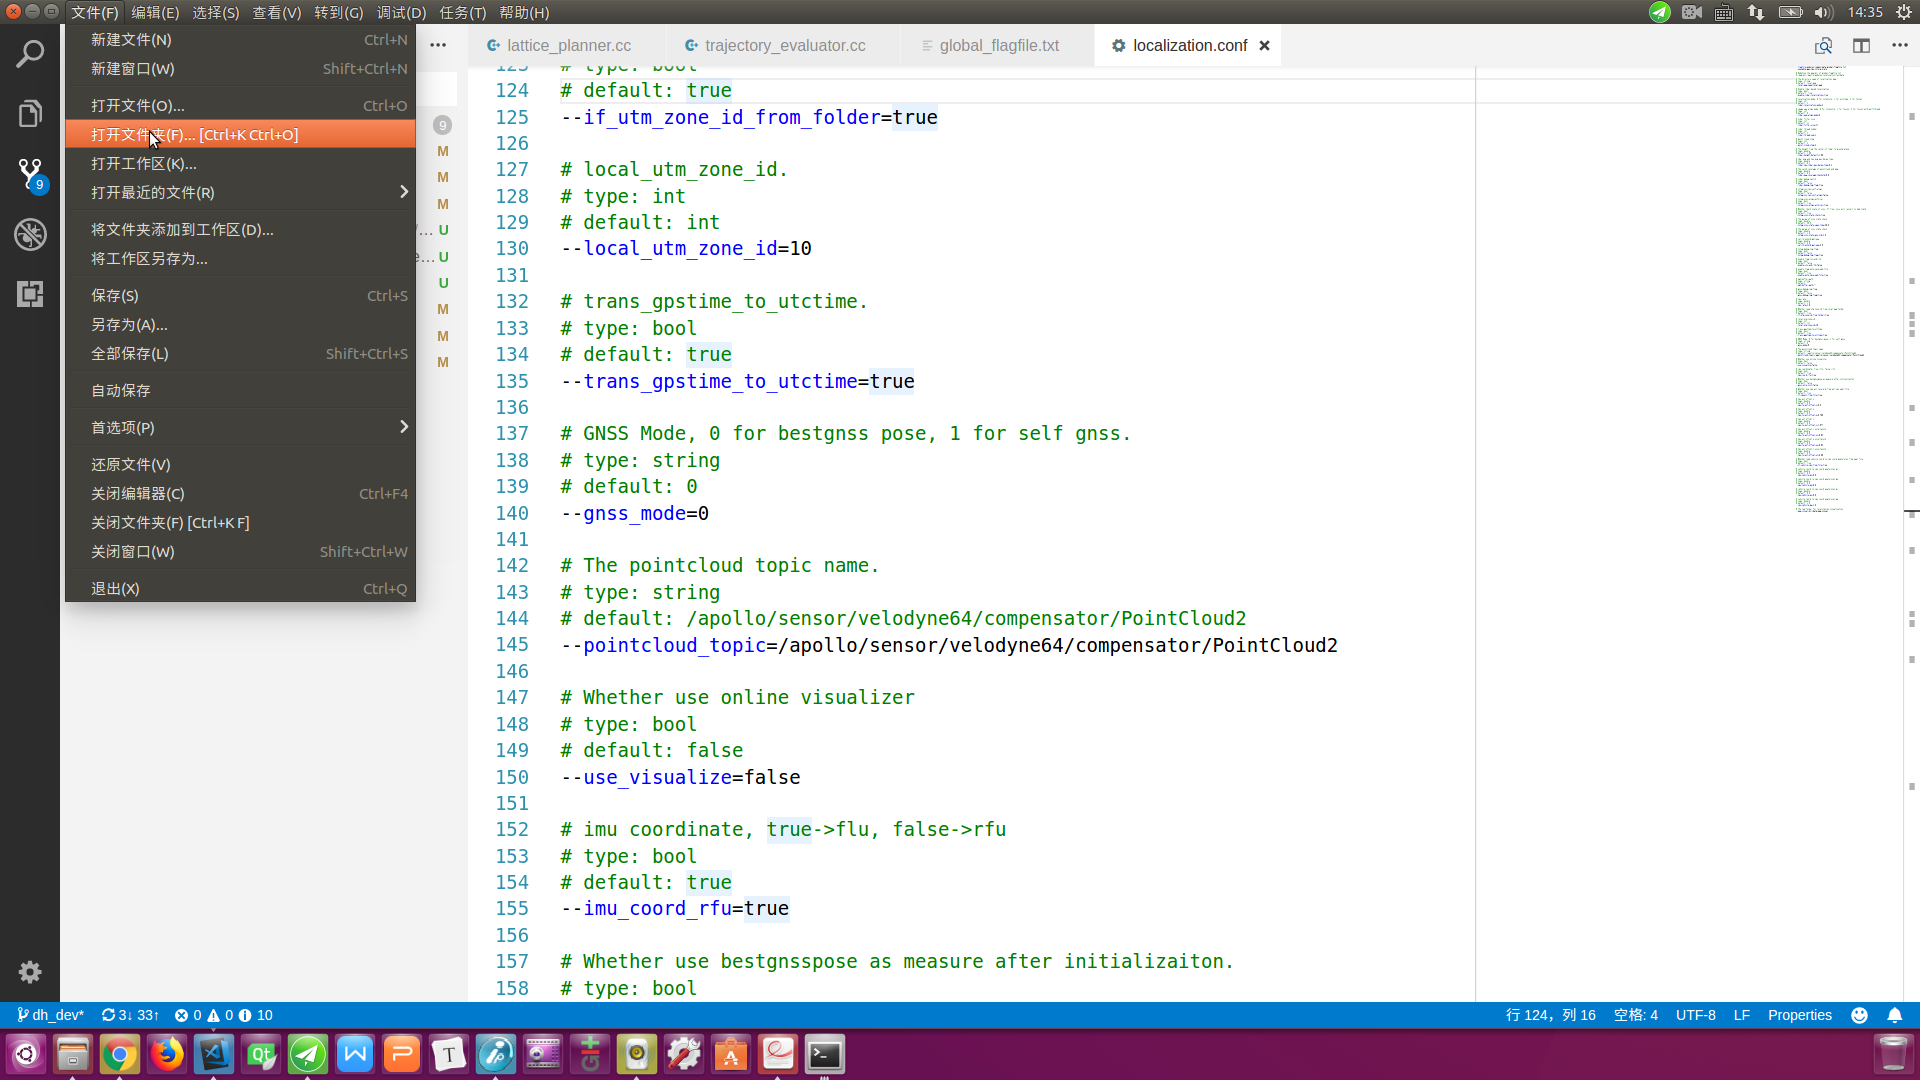 文件(F) 编辑(E) 选择(S) 查看(V) 转到(G) 调试(D) 任务(T) 帮助(H) 14:35
新建文件(N) Ctrl+N
新建窗口(W) Shift+Ctrl+N
打开文件(O)... Ctrl+O
打开文件夹(F)... [Ctrl+K Ctrl+O]
打开工作区(K)...
打开最近的文件(R)
将文件夹添加到工作区(D)...
将工作区另存为...
保存(S) Ctrl+S
另存为(A)...
全部保存(L) Shift+Ctrl+S
自动保存
首选项(P)
还原文件(V)
关闭编辑器(C) Ctrl+F4
关闭文件夹(F) [Ctrl+K F]
关闭窗口(W) Shift+Ctrl+W
退出(X) Ctrl+Q
9
9
M
M
M
/... U
e... U
U
M
M
M
lattice_planner.cc trajectory_evaluator.cc global_flagfile.txt localization.conf
123 # type: bool
124 # default: true
125 --if_utm_zone_id_from_folder=true
126
127 # local_utm_zone_id.
128 # type: int
129 # default: int
130 --local_utm_zone_id=10
131
132 # trans_gpstime_to_utctime.
133 # type: bool
134 # default: true
135 --trans_gpstime_to_utctime=true
136
137 # GNSS Mode, 0 for bestgnss pose, 1 for self gnss.
138 # type: string
139 # default: 0
140 --gnss_mode=0
141
142 # The pointcloud topic name.
143 # type: string
144 # default: /apollo/sensor/velodyne64/compensator/PointCloud2
145 --pointcloud_topic=/apollo/sensor/velodyne64/compensator/PointCloud2
146
147 # Whether use online visualizer
148 # type: bool
149 # default: false
150 --use_visualize=false
151
152 # imu coordinate, true->flu, false->rfu
153 # type: bool
154 # default: true
155 --imu_coord_rfu=true
156
157 # Whether use bestgnsspose as measure after initializaiton.
158 # type: bool
dh_dev* 3↓ 33↑ 0 0 10 行 124，列 16 空格: 4 UTF-8 LF Properties